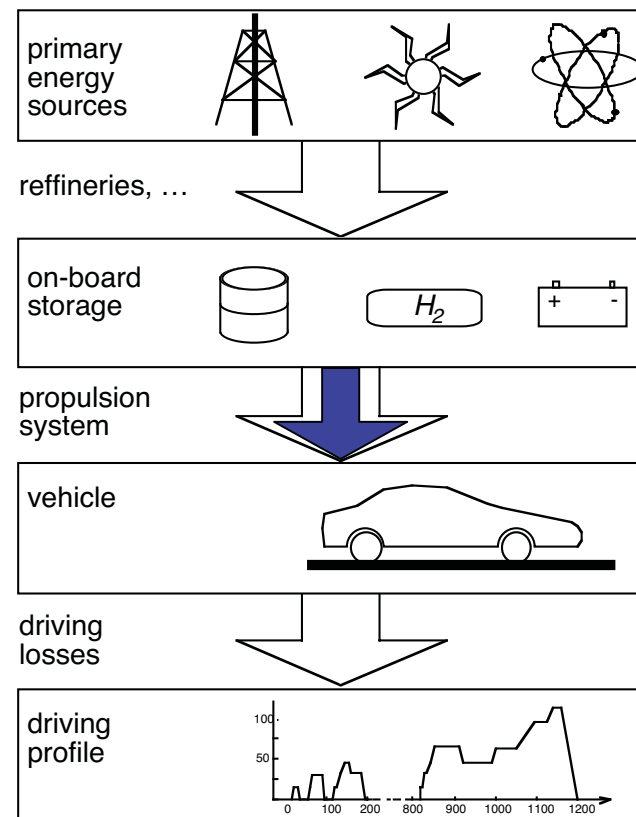 primary
energy
sources
reffineries, …
on-board
storage
H2
+ -
propulsion
system
vehicle
driving
losses
driving
profile
100
50
0 100 200 800 900 1000 1100 1200